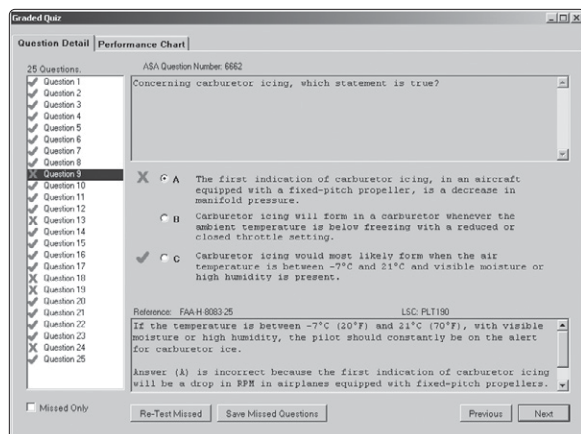 Graded Quiz
Question Detail
Performance Chart
25 Questions.
Question 1
Question 2
Question 3
Question 4
Question 5
Question 6
Question 7
Question 8
Question 9
Question 10
Question 11
Question 12
Question 13
Question 14
Question 15
Question 16
Question 17
Question 18
Question 19
Question 20
Question 21
Question 22
Question 23
Question 24
Question 25
Missed Only
ASA Question Number: 6662
Concerning carburetor icing, which statement is true?
A The first indication of carburetor icing, in an aircraft
equipped with a fixed-pitch propeller, is a decrease in
manifold pressure.
B Carburetor icing will form in a carburetor whenever the
ambient temperature is below freezing with a reduced or
closed throttle setting.
C Carburetor icing would most likely form when the air
temperature is between -7°C and 21°C and visible moisture or
high humidity is present.
Reference: FAA-H-8083-25 LSC: PLT190
If the temperature is between -7°C (20°F) and 21°C (70°F), with visible
moisture or high humidity, the pilot should constantly be on the alert
for carburetor ice.
Answer (A) is incorrect because the first indication of carburetor icing
will be a drop in RPM in airplanes equipped with fixed-pitch propellers.
Re-Test Missed
Save Missed Questions
Previous
Next